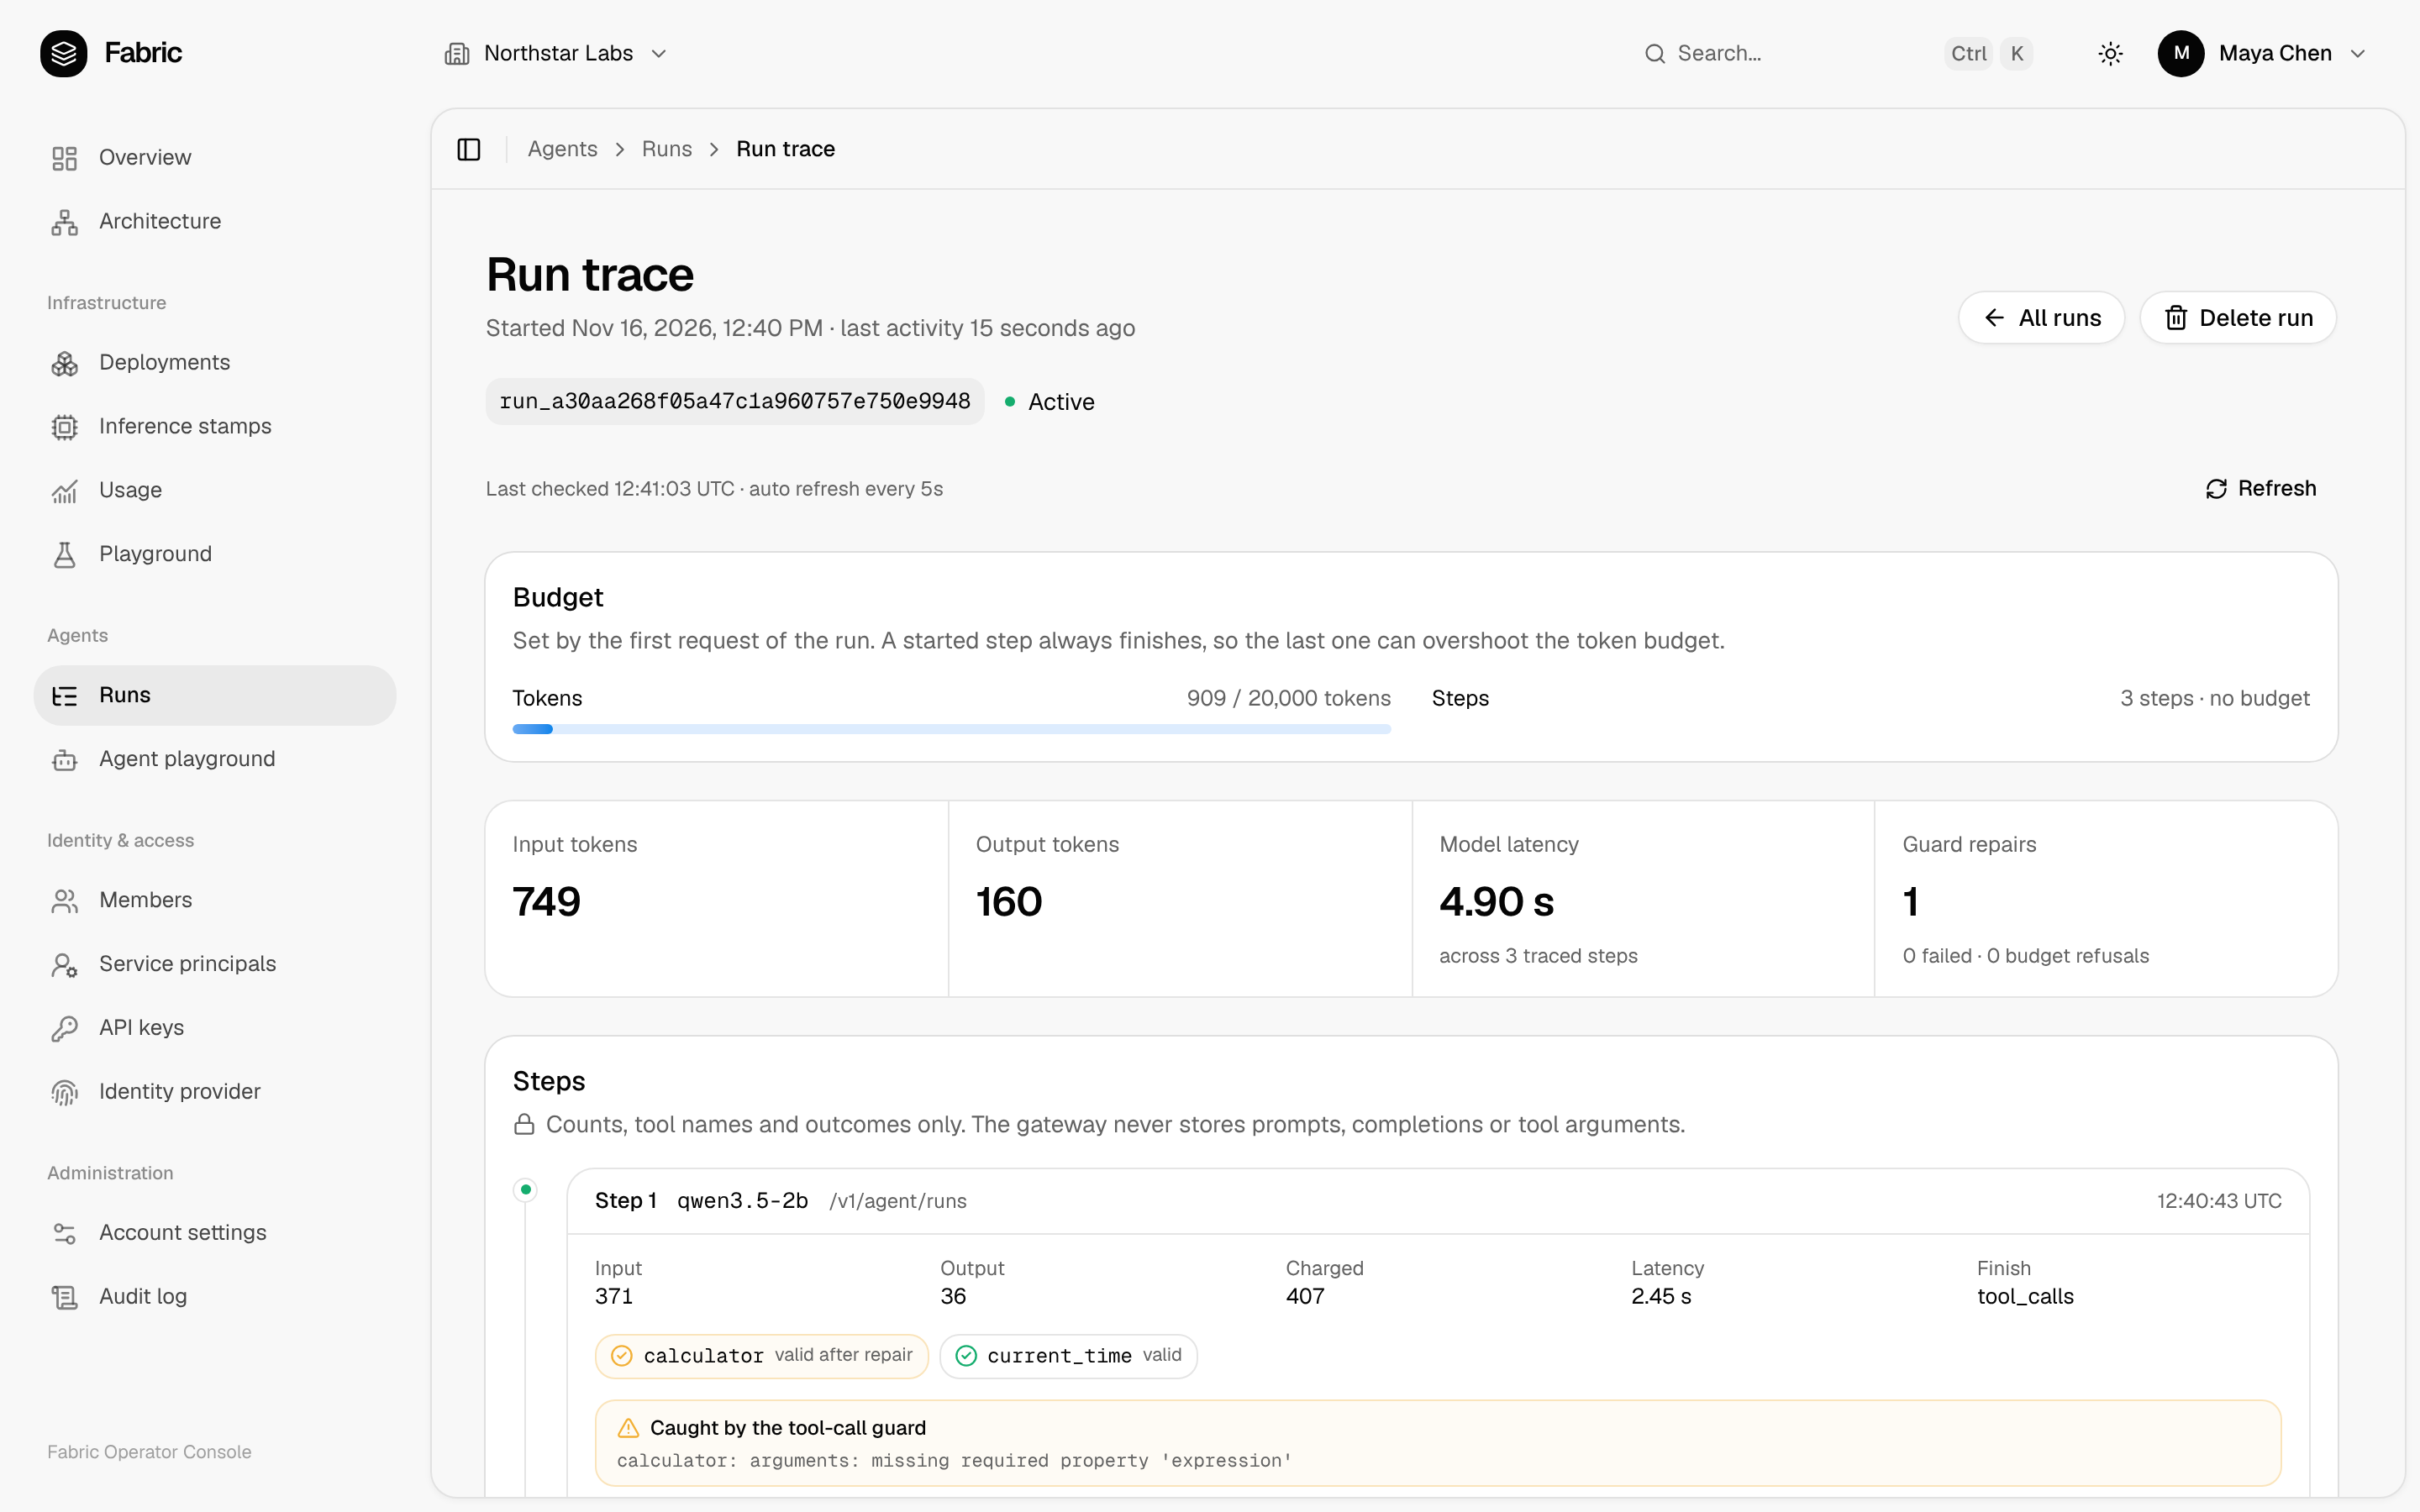 Fabric
Northstar Labs
Search...
Ctrl K
M
Maya Chen
Overview
Architecture
Infrastructure
Deployments
Inference stamps
Usage
Playground
Agents
Runs
Agent playground
Identity & access
Members
Service principals
API keys
Identity provider
Administration
Account settings
Audit log
Fabric Operator Console
Agents > Runs > Run trace
Run trace
Started Nov 16, 2026, 12:40 PM · last activity 15 seconds ago
All runs
Delete run
run_a30aa268f05a47c1a960757e750e9948
Active
Last checked 12:41:03 UTC · auto refresh every 5s
Refresh
Budget
Set by the first request of the run. A started step always finishes, so the last one can overshoot the token budget.
Tokens 909 / 20,000 tokens
Steps 3 steps · no budget
Input tokens
749
Output tokens
160
Model latency
4.90 s
across 3 traced steps
Guard repairs
1
0 failed · 0 budget refusals
Steps
Counts, tool names and outcomes only. The gateway never stores prompts, completions or tool arguments.
Step 1 qwen3.5-2b /v1/agent/runs 12:40:43 UTC
Input
371
Output
36
Charged
407
Latency
2.45 s
Finish
tool_calls
calculator valid after repair
current_time valid
Caught by the tool-call guard
calculator: arguments: missing required property 'expression'